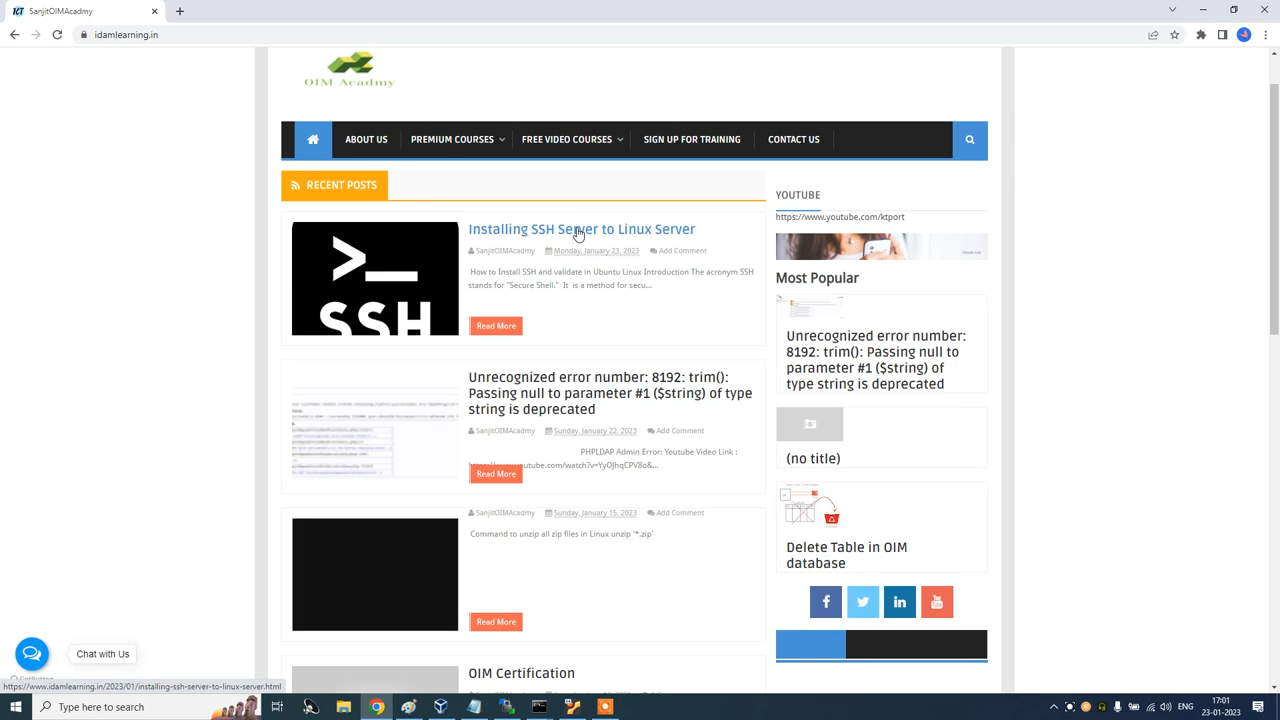 SanjitOIMAcademy
idamlearning.in
OIM Acadmy
ABOUT US
PREMIUM COURSES
FREE VIDEO COURSES
SIGN UP FOR TRAINING
CONTACT US
RECENT POSTS
>_
SSH
Installing SSH Server to Linux Server
SanjitOIMAcadmy Monday, January 23, 2023 Add Comment
How to Install SSH and validate in Ubuntu Linux Introduction The acronym SSH
stands for "Secure Shell." It is a method for secu...
Read More
Unrecognized error number: 8192: trim():
Passing null to parameter #1 ($string) of type
string is deprecated
SanjitOIMAcadmy Sunday, January 22, 2023 Add Comment
PHPLDAP Admin Error: Youtube Video Link :
Read More
SanjitOIMAcadmy Sunday, January 15, 2023 Add Comment
Command to unzip all zip files in Linux unzip '*.zip'
Read More
OIM Certification
YOUTUBE
https://www.youtube.com/ktport
Most Popular
Unrecognized error number:
8192: trim(): Passing null to
parameter #1 ($string) of
type string is deprecated
(no title)
Delete Table in OIM
database
Chat with Us
https://www.idamlearning.in/2023/01/installing-ssh-server-to-linux-server.html
Type here to search
ENG
17:01
23-01-2023